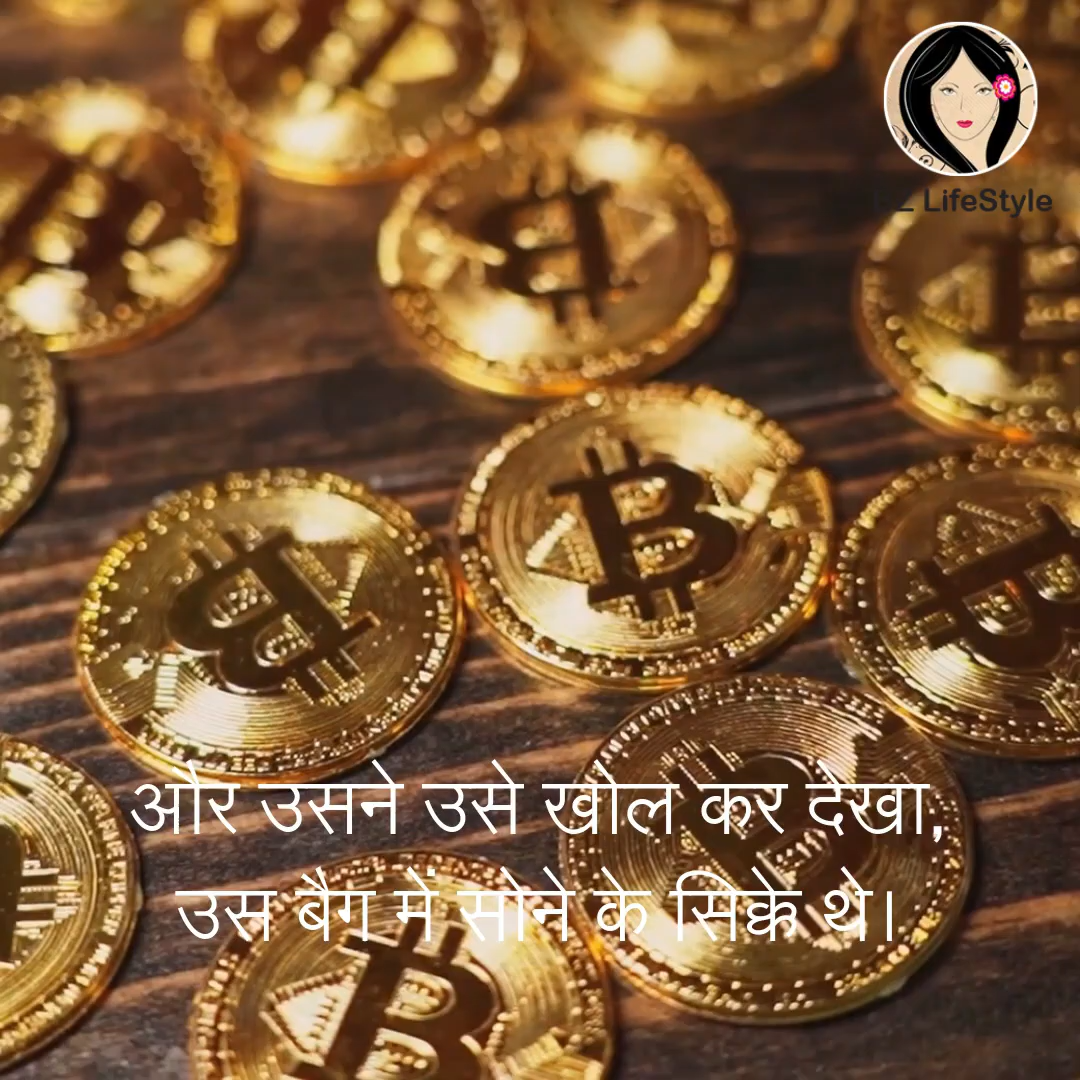 LifeStyle
और उसने उसे खोल कर देखा,
उस बैग में सोने के सिक्के थे।